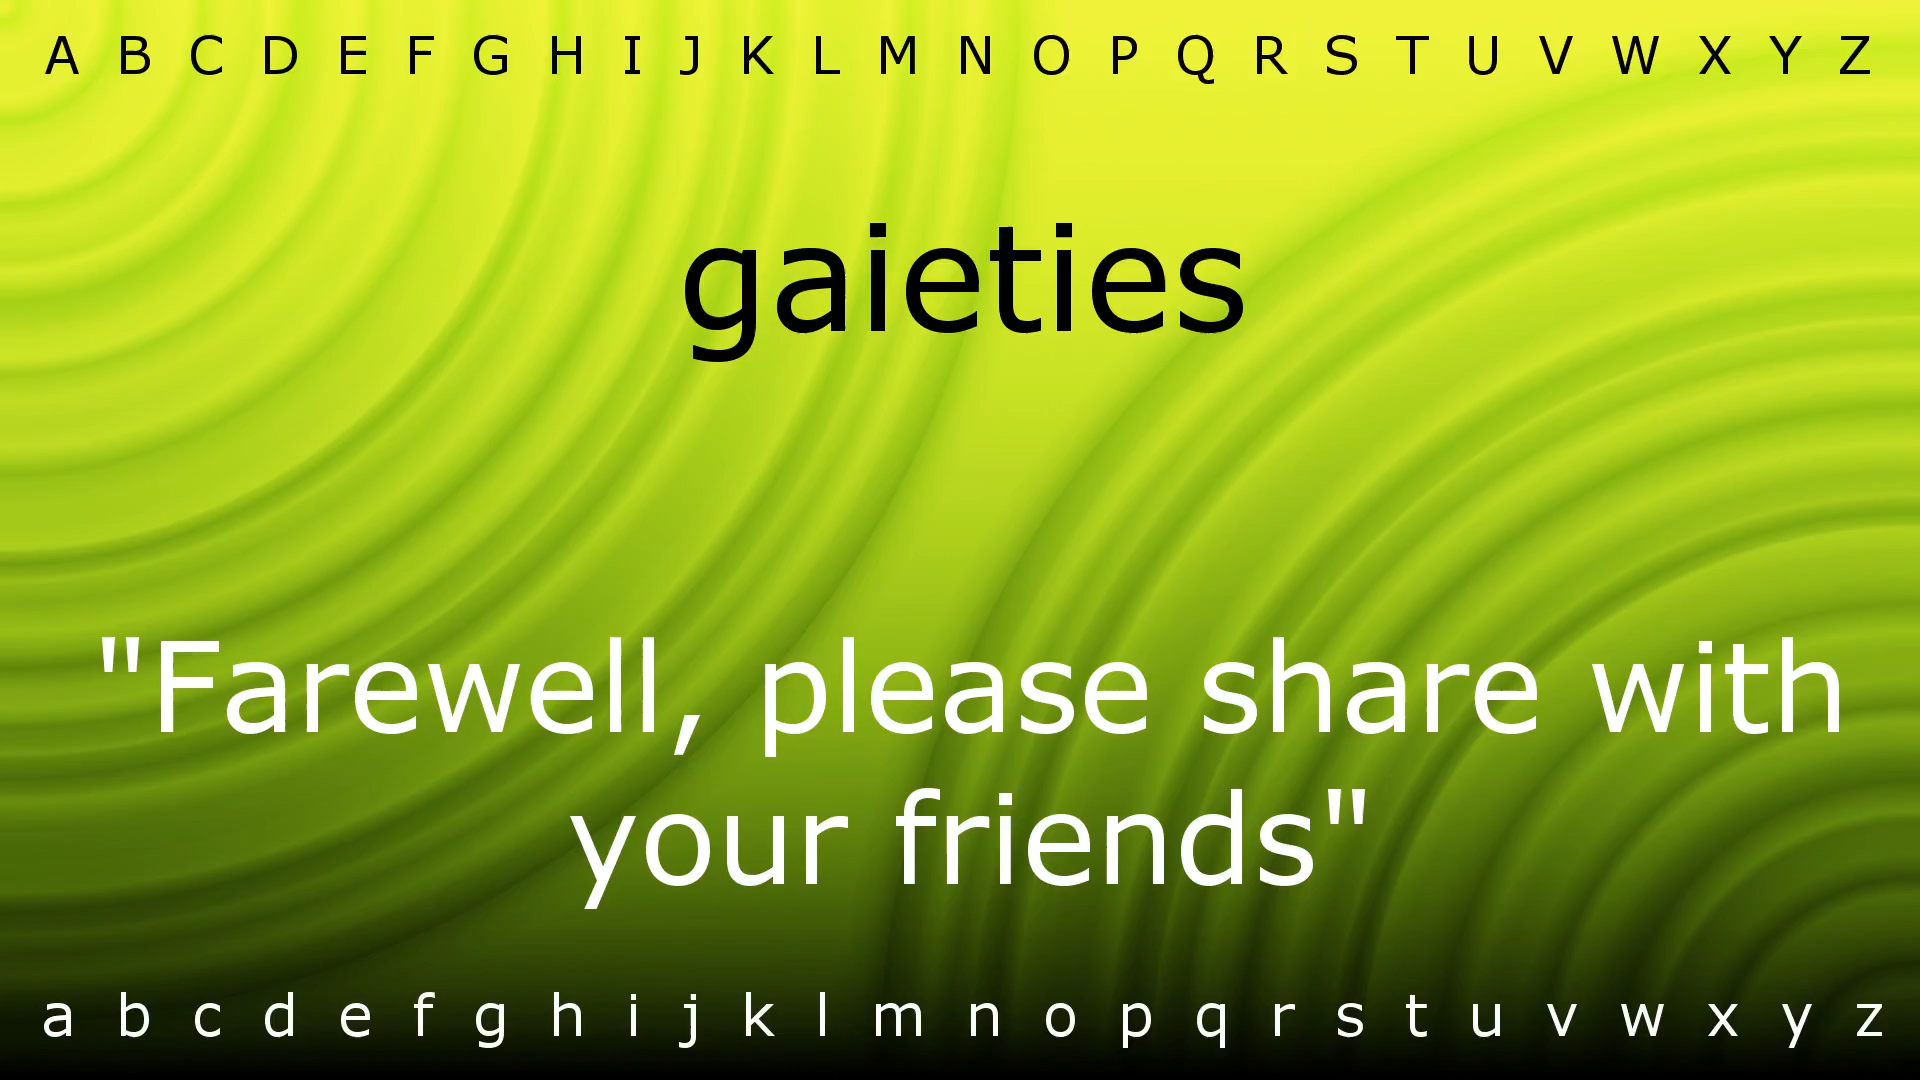 A B C D E F G H I J K L M N O P Q R S T U V W X Y Z
gaieties
"Farewell, please share with
your friends"
a b c d e f g h i j k l m n o p q r s t u v w x y z